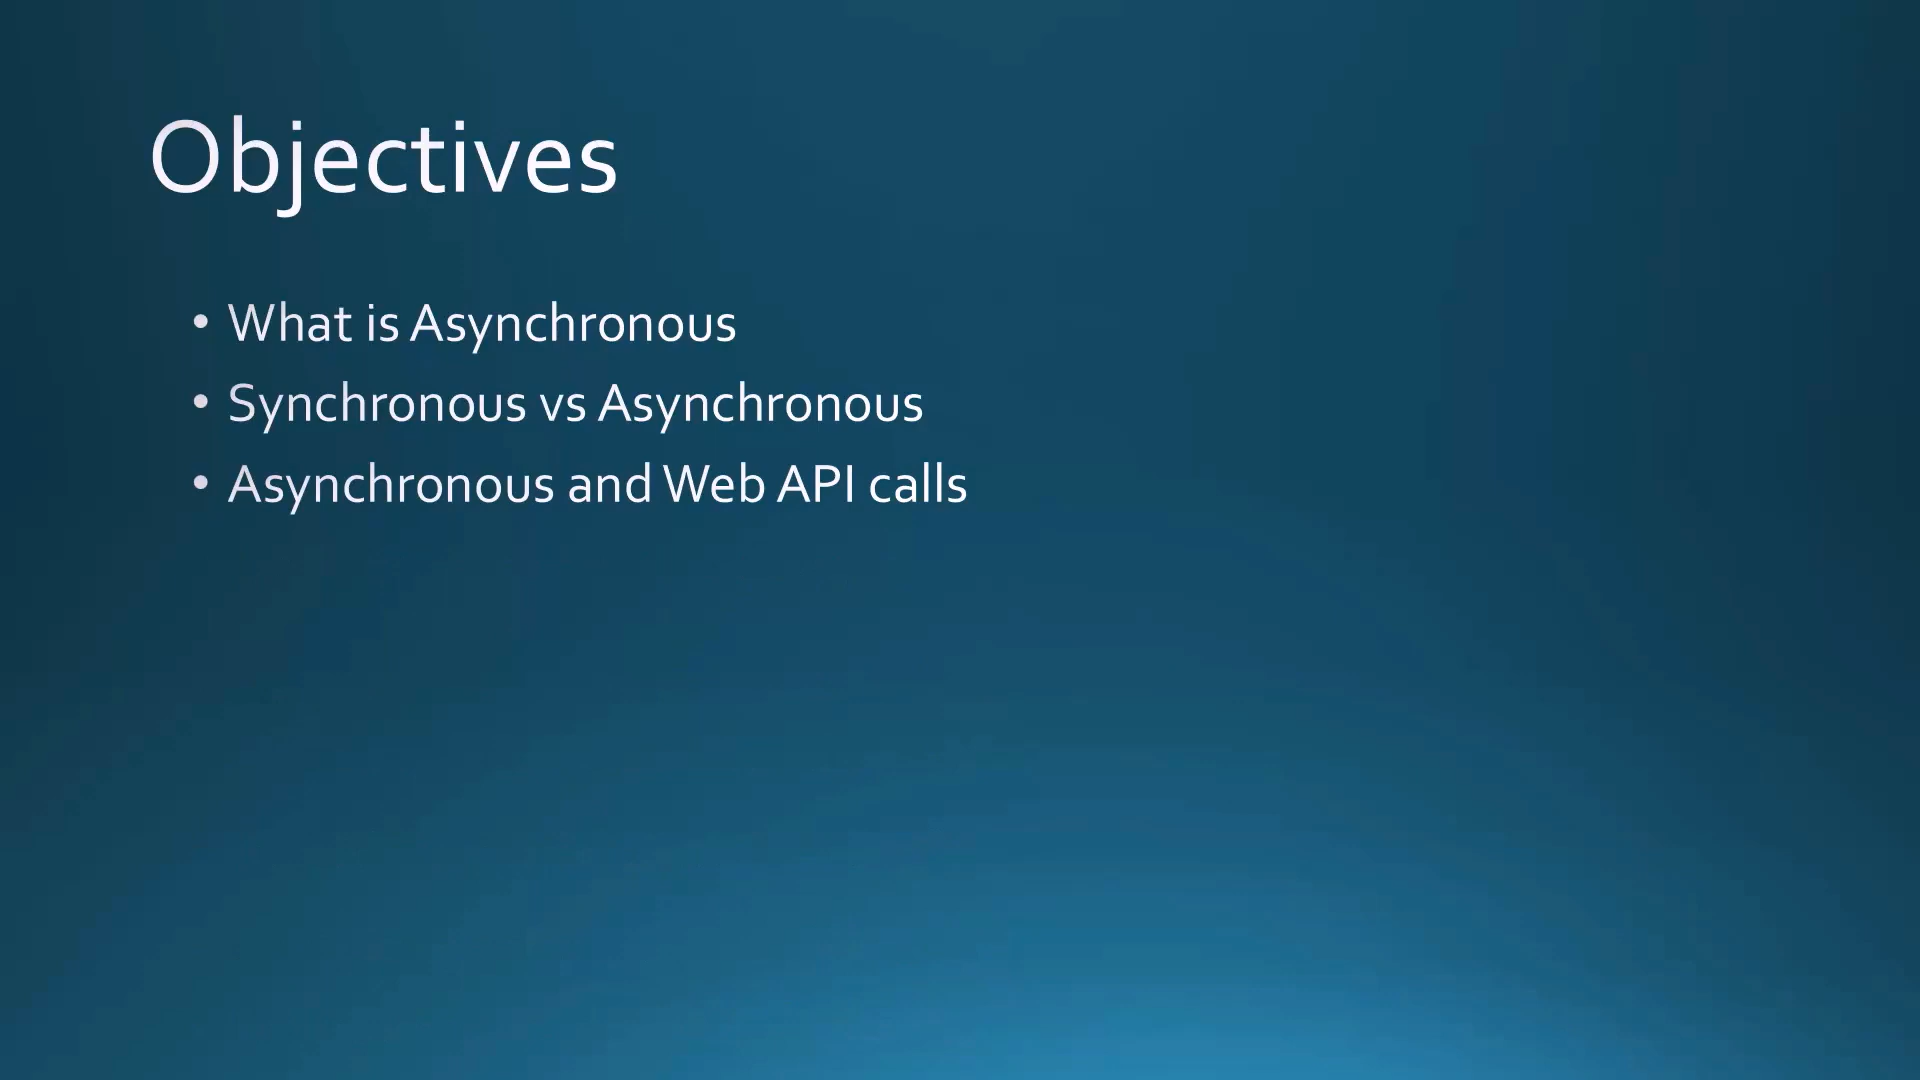 Objectives
• What is Asynchronous
• Synchronous vs Asynchronous
• Asynchronous and Web API calls